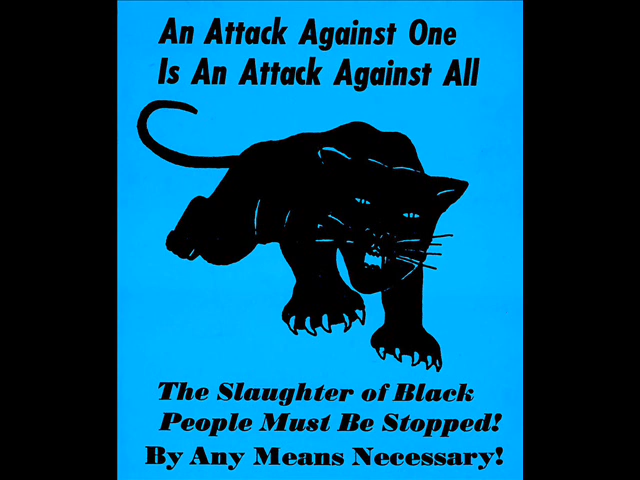 An Attack Against One
Is An Attack Against All
The Slaughter of Black
People Must Be Stopped!
By Any Means Necessary!